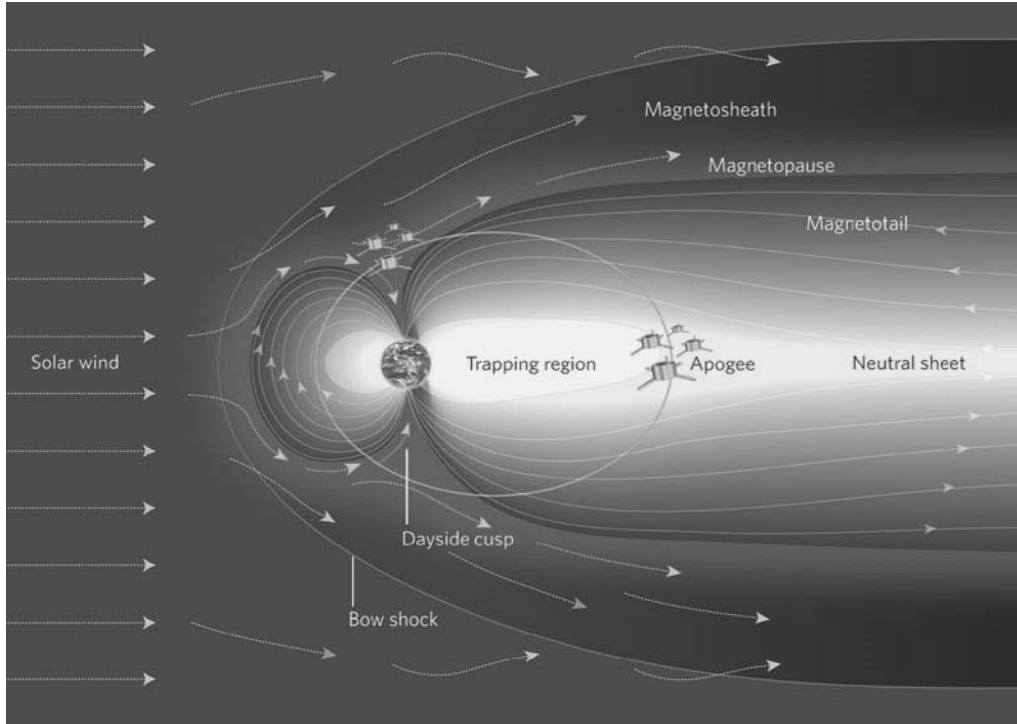 Magnetosheath
Magnetopause
Magnetotail
Solar wind
Trapping region
Apogee
Neutral sheet
Dayside cusp
Bow shock